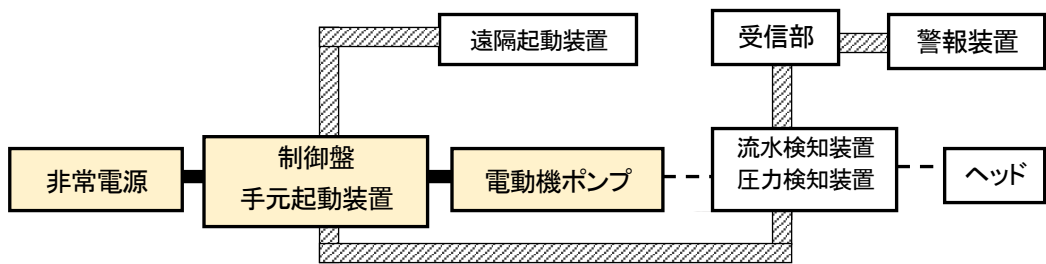 遠隔起動装置
受信部
警報装置
非常電源
制御盤
手元起動装置
電動機ポンプ
流水検知装置
圧力検知装置
ヘッド